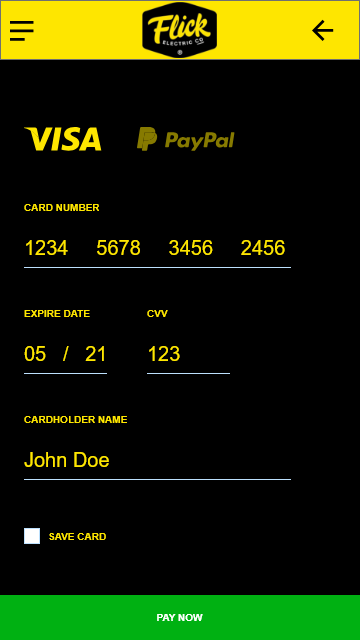 Flick
ELECTRIC CO
®
VISA PayPal
CARD NUMBER
1234 5678 3456 2456
EXPIRE DATE CVV
05 / 21 123
CARDHOLDER NAME
John Doe
SAVE CARD
PAY NOW